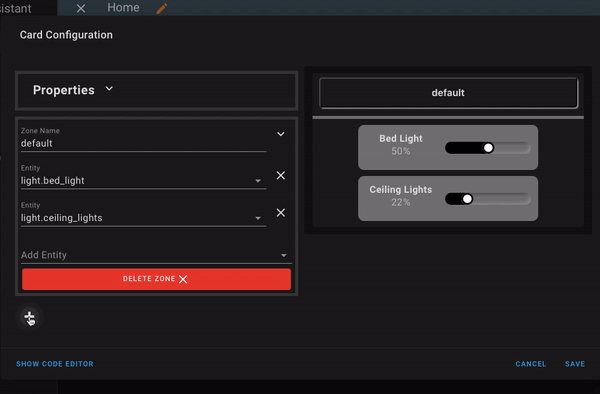 istant
Home
Card Configuration
Properties
Zone Name
default
Entity
light.bed_light
Entity
light.ceiling_lights
Add Entity
DELETE ZONE
default
Bed Light
50%
Ceiling Lights
22%
SHOW CODE EDITOR
CANCEL
SAVE